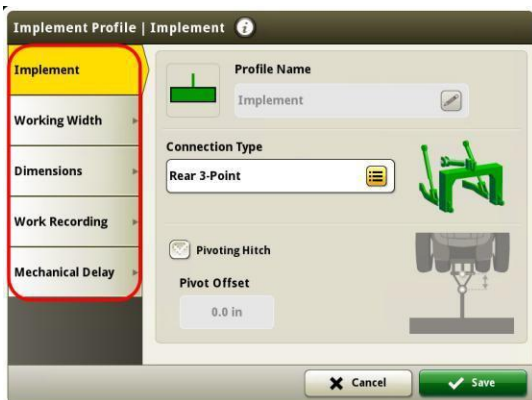 Implement Profile | Implement
Implement
Working Width
Dimensions
Work Recording
Mechanical Delay
Profile Name
Implement
Connection Type
Rear 3-Point
Pivoting Hitch
Pivot Offset
0.0 in
Cancel
Save